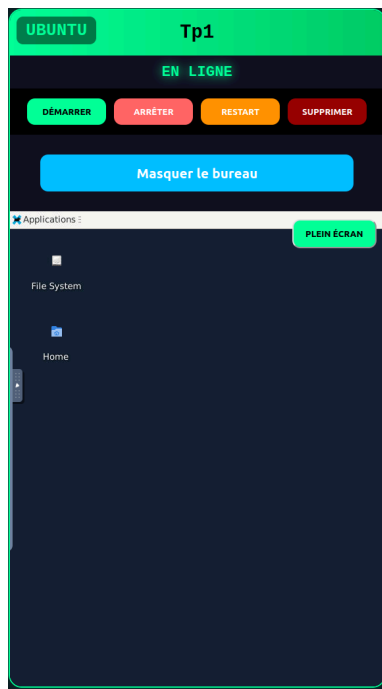 UBUNTU Tp1
EN LIGNE
DÉMARRER ARRÊTER RESTART SUPPRIMER
Masquer le bureau
Applications
PLEIN ÉCRAN
File System
Home